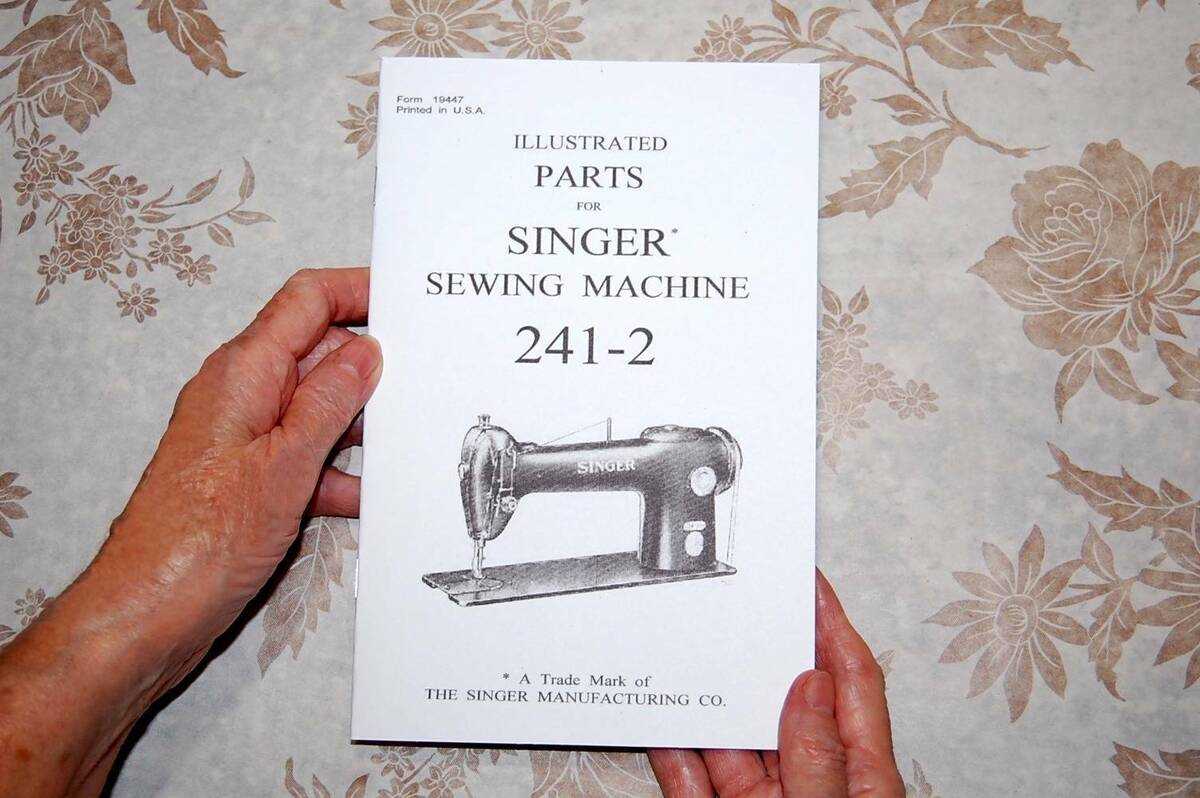 Form 19447
Printed in U.S.A.
ILLUSTRATED
PARTS
FOR
SINGER*
SEWING MACHINE
241-2
SINGER
* A Trade Mark of
THE SINGER MANUFACTURING CO.